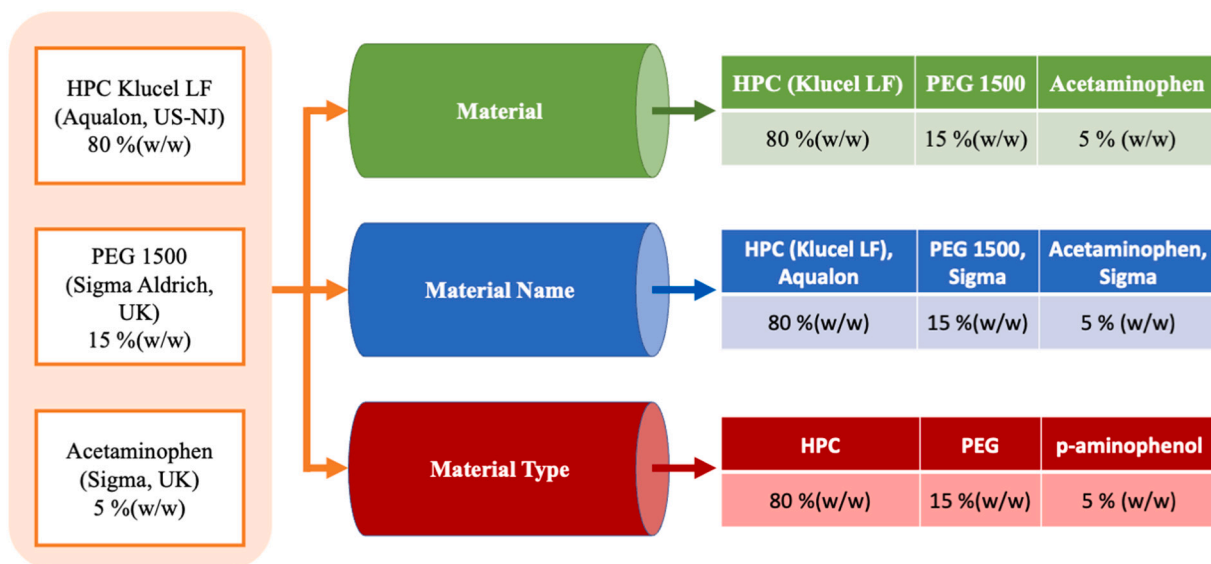 HPC Klucel LF
(Aqualon, US-NJ)
80 %(w/w)
PEG 1500
(Sigma Aldrich,
UK)
15 %(w/w)
Acetaminophen
(Sigma, UK)
5 %(w/w)
Material
HPC (Klucel LF) PEG 1500 Acetaminophen
80 %(w/w) 15 %(w/w) 5 % (w/w)
Material Name
HPC (Klucel LF), PEG 1500, Acetaminophen,
Aqualon Sigma Sigma
80 %(w/w) 15 %(w/w) 5 % (w/w)
Material Type
HPC PEG p-aminophenol
80 %(w/w) 15 %(w/w) 5 % (w/w)